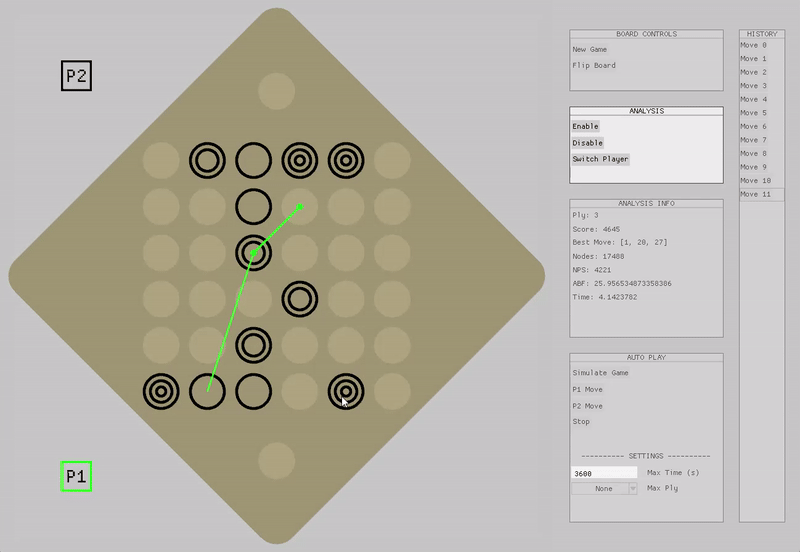 P2
P1
BOARD CONTROLS
New Game
Flip Board
ANALYSIS
Enable
Disable
Switch Player
ANALYSIS INFO
Ply: 3
Score: 4645
Best Move: [1, 20, 27]
Nodes: 17488
NPS: 4221
ABF: 25.956534873358386
Time: 4.1423782
AUTO PLAY
Simulate Game
P1 Move
P2 Move
Stop
---------- SETTINGS ----------
3600 Max Time (s)
None Max Ply
HISTORY
Move 0
Move 1
Move 2
Move 3
Move 4
Move 5
Move 6
Move 7
Move 8
Move 9
Move 10
Move 11